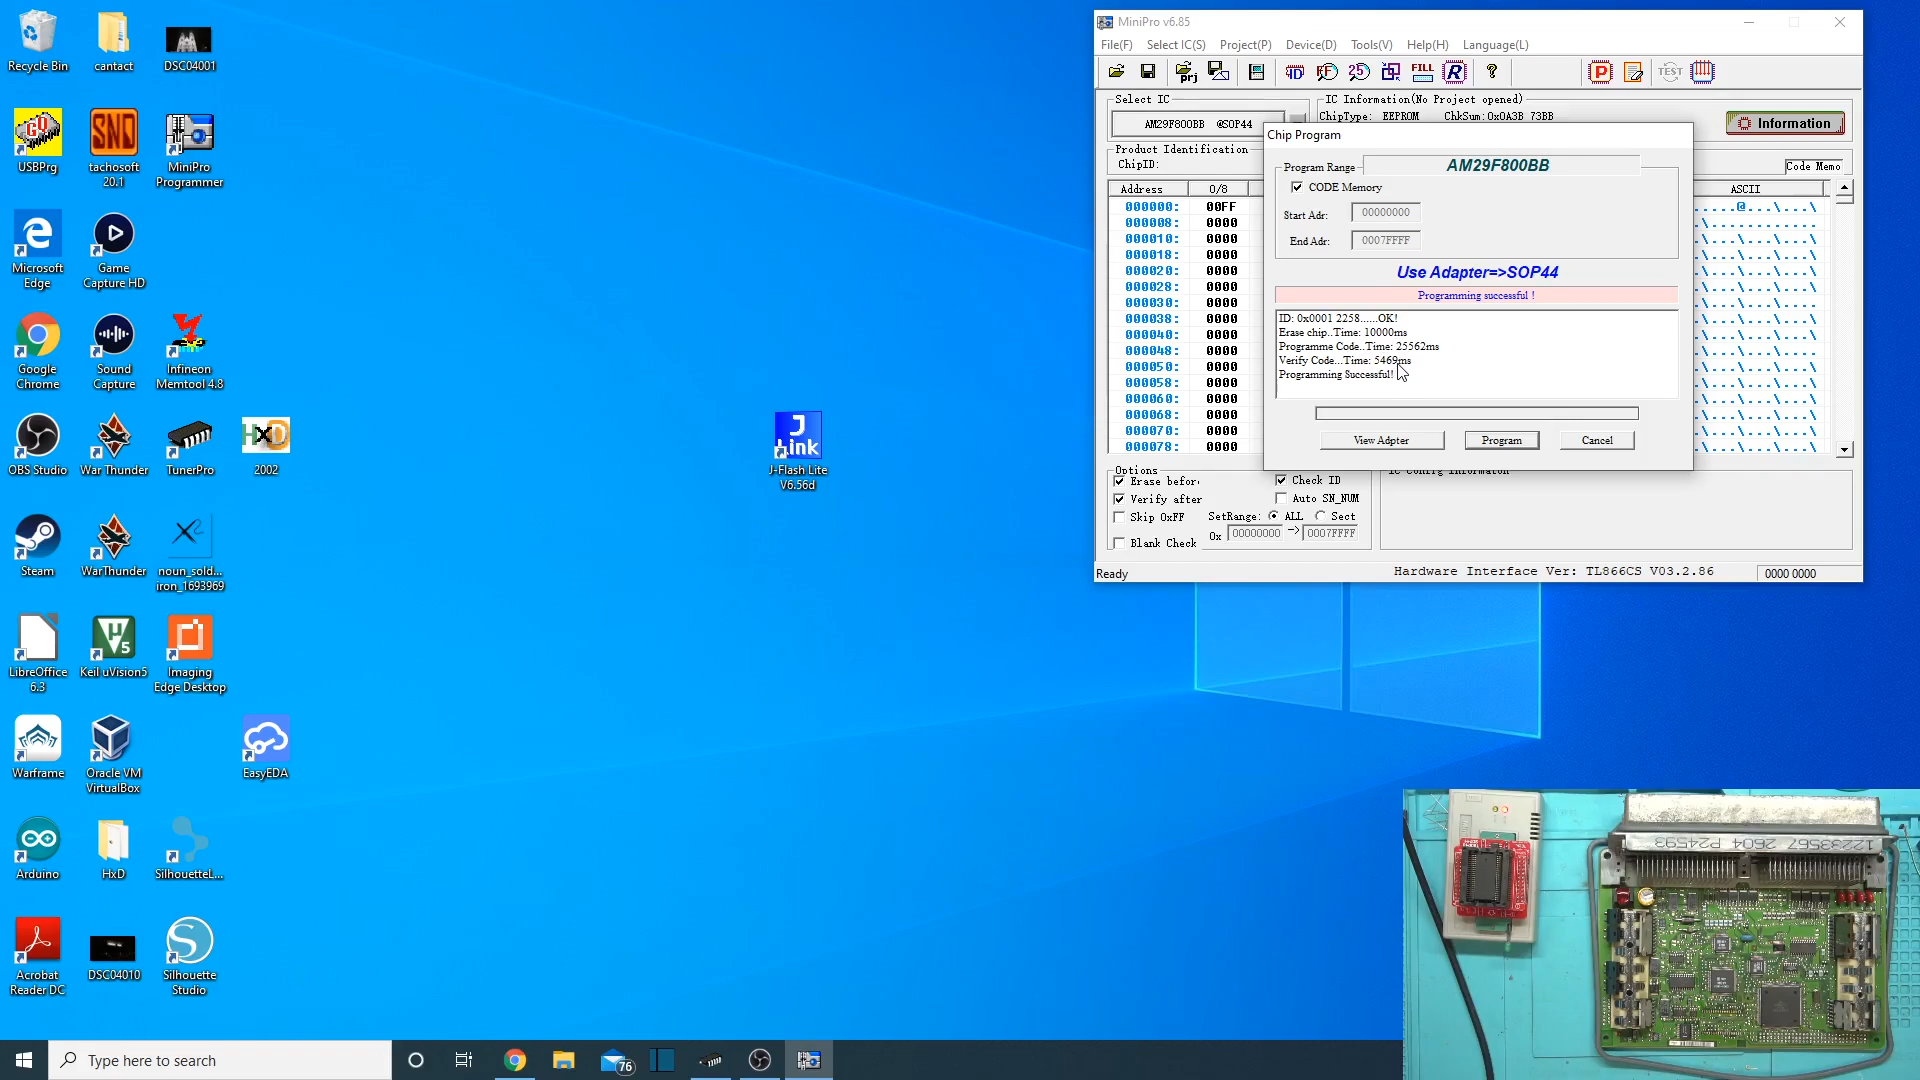 Recycle Bin
cantact
DSC04001
USBPrg
tachosoft
20.1
MiniPro
Programmer
Microsoft
Edge
Game
Capture HD
Google
Chrome
Sound
Capture
Infineon
Memtool 4.8
OBS Studio
War Thunder
TunerPro
HxD
2002
J
Link
J-Flash Lite
V6.56d
Steam
WarThunder
noun_sold...
iron_1693969
LibreOffice
6.3
Keil uVision5
Imaging
Edge Desktop
Warframe
Oracle VM
VirtualBox
EasyEDA
Arduino
HxD
SilhouetteL...
Acrobat
Reader DC
DSC04010
Silhouette
Studio
Type here to search
76
MiniPro v6.85
File(F) Select IC(S) Project(P) Device(D) Tools(V) Help(H) Language(L)
Select IC
AM29F800BB @SOP44
IC Information(No Project opened)
ChipType: EEPROM ChkSum:0x0A3B 73BB
Information
Product Identification
ChipID:
Code Memo
Address 0/8 ASCII
000000: 00FF
000008: 0000
000010: 0000
000018: 0000
000020: 0000
000028: 0000
000030: 0000
000038: 0000
000040: 0000
000048: 0000
000050: 0000
000058: 0000
000060: 0000
000068: 0000
000070: 0000
000078: 0000
Chip Program
Program Range
AM29F800BB
CODE Memory
Start Adr: 00000000
End Adr: 0007FFFF
Use Adapter=>SOP44
Programming successful !
ID: 0x0001 2258......OK!
Erase chip..Time: 10000ms
Programme Code..Time: 25562ms
Verify Code...Time: 5469ms
Programming Successful!
View Adpter Program Cancel
Options
Erase befor
Check ID
Verify after
Auto SN_NUM
Skip 0xFF
SetRange: ALL Sect
0x 00000000 -> 0007FFFF
Blank Check
IC Config Informaton
Ready
Hardware Interface Ver: TL866CS V03.2.86
0000 0000
12233567 2604 P24593